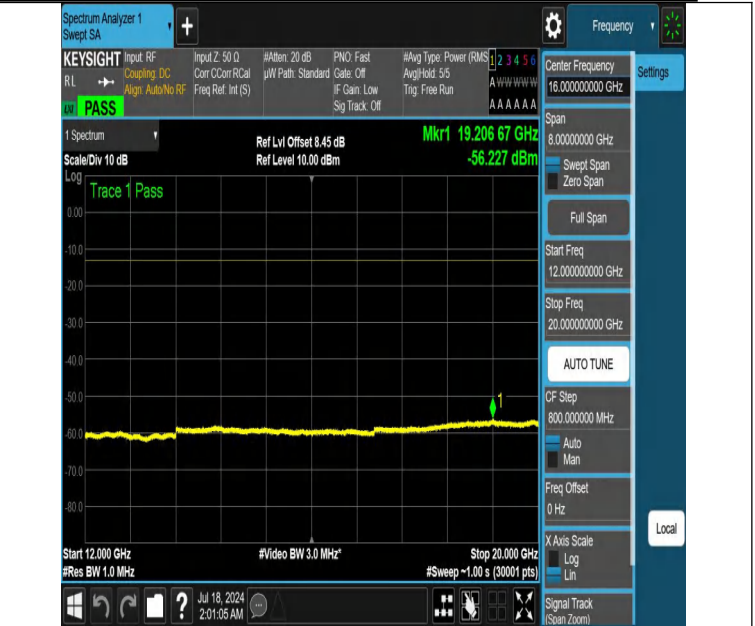 Spectrum Analyzer 1
Swept SA
+
Frequency
KEYSIGHT
RL
PASS
Input: RF
Coupling: DC
Align: Auto/No RF
Input Z: 50 Ω
Corr CCorr RCal
Freq Ref: Int (S)
#Atten: 20 dB
µW Path: Standard
PNO: Fast
Gate: Off
IF Gain: Low
Sig Track: Off
#Avg Type: Power (RMS
Avg|Hold: 5/5
Trig: Free Run
1 2 3 4 5 6
A W W W W W
A A A A A A
1 Spectrum
Scale/Div 10 dB
Ref Lvl Offset 8.45 dB
Ref Level 10.00 dBm
Mkr1 19.206 67 GHz
-56.227 dBm
Log
Trace 1 Pass
0.00
-10.0
-20.0
-30.0
-40.0
-50.0
-60.0
-70.0
-80.0
1
Start 12.000 GHz
#Res BW 1.0 MHz
#Video BW 3.0 MHz*
Stop 20.000 GHz
#Sweep ~1.00 s (30001 pts)
Jul 18, 2024
2:01:05 AM
?
Center Frequency
16.000000000 GHz
Span
8.00000000 GHz
Swept Span
Zero Span
Full Span
Start Freq
12.000000000 GHz
Stop Freq
20.000000000 GHz
AUTO TUNE
CF Step
800.000000 MHz
Auto
Man
Freq Offset
0 Hz
X Axis Scale
Log
Lin
Signal Track
(Span Zoom)
Settings
Local